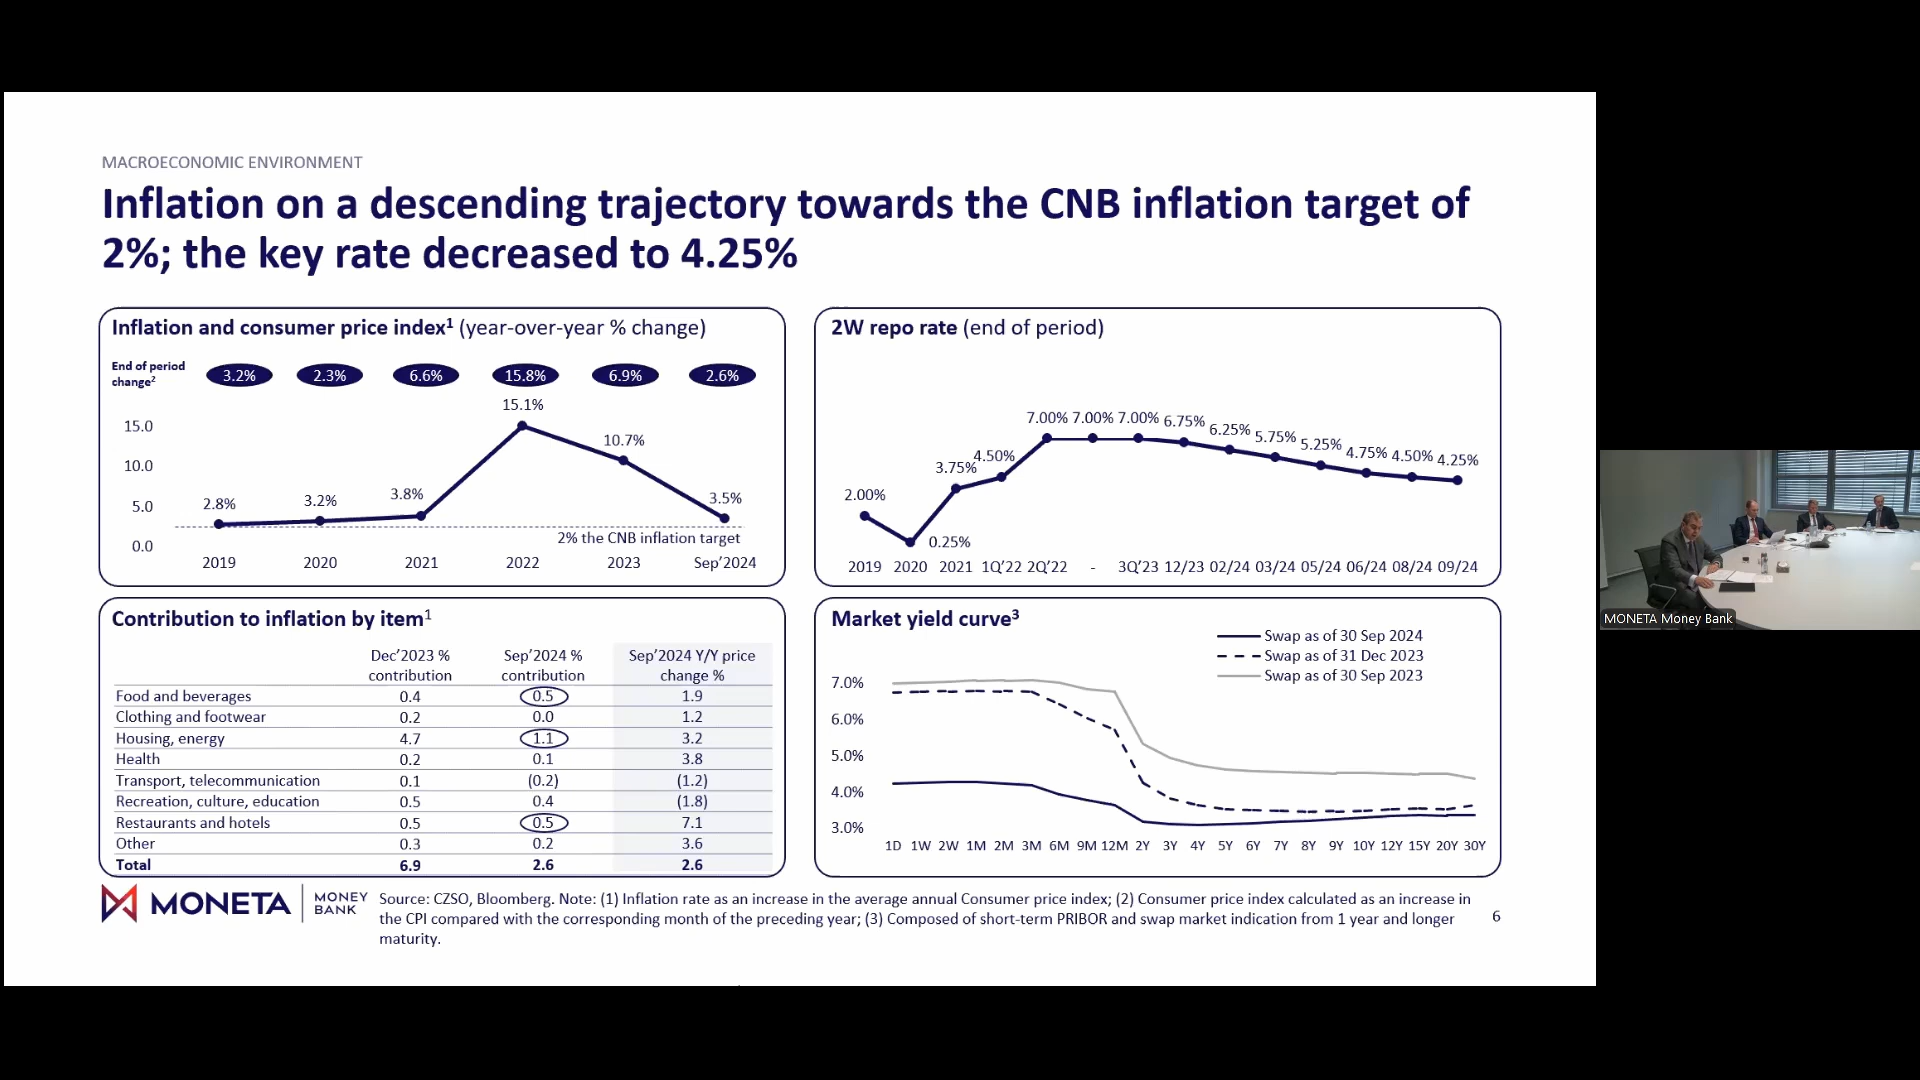 MACROECONOMIC ENVIRONMENT
Inflation on a descending trajectory towards the CNB inflation target of
2%; the key rate decreased to 4.25%
Inflation and consumer price index¹ (year-over-year % change)
End of period
change²
3.2% 2.3% 6.6% 15.8% 6.9% 2.6%
15.0
10.0
5.0
0.0
2.8% 3.2% 3.8% 15.1% 10.7% 3.5%
2% the CNB inflation target
2019 2020 2021 2022 2023 Sep'2024
2W repo rate (end of period)
2.00% 0.25% 3.75% 4.50% 7.00% 7.00% 7.00% 6.75% 6.25% 5.75% 5.25% 4.75% 4.50% 4.25%
2019 2020 2021 1Q'22 2Q'22 - 3Q'23 12/23 02/24 03/24 05/24 06/24 08/24 09/24
Contribution to inflation by item¹
Dec'2023 % Sep'2024 % Sep'2024 Y/Y price
contribution contribution change %
Food and beverages 0.4 0.5 1.9
Clothing and footwear 0.2 0.0 1.2
Housing, energy 4.7 1.1 3.2
Health 0.2 0.1 3.8
Transport, telecommunication 0.1 (0.2) (1.2)
Recreation, culture, education 0.5 0.4 (1.8)
Restaurants and hotels 0.5 0.5 7.1
Other 0.3 0.2 3.6
Total 6.9 2.6 2.6
Market yield curve³
Swap as of 30 Sep 2024
Swap as of 31 Dec 2023
Swap as of 30 Sep 2023
7.0%
6.0%
5.0%
4.0%
3.0%
1D 1W 2W 1M 2M 3M 6M 9M 12M 2Y 3Y 4Y 5Y 6Y 7Y 8Y 9Y 10Y 12Y 15Y 20Y 30Y
MONETA
MONEY
BANK
Source: CZSO, Bloomberg. Note: (1) Inflation rate as an increase in the average annual Consumer price index; (2) Consumer price index calculated as an increase in
the CPI compared with the corresponding month of the preceding year; (3) Composed of short-term PRIBOR and swap market indication from 1 year and longer
maturity.
6
MONETA Money Bank